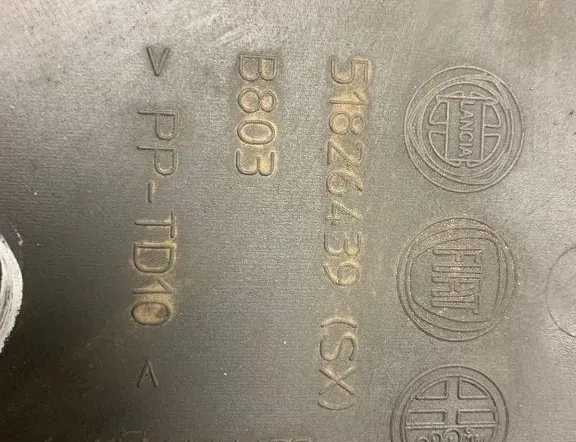 LANCIA
FIAT
51826439 (SX)
B803
> PP-TD10 <